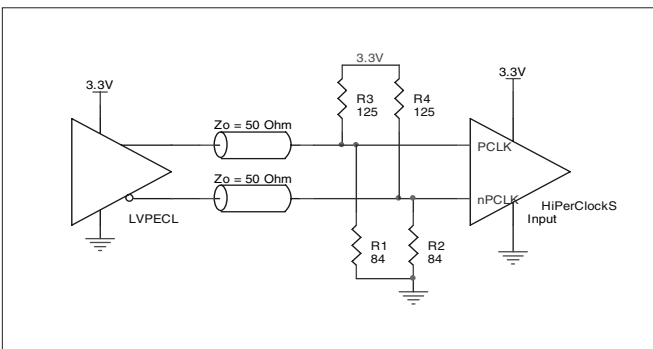 3.3V
3.3V
3.3V
R3
125
R4
125
Zo = 50 Ohm
PCLK
Zo = 50 Ohm
nPCLK
HiPerClockS
Input
LVPECL
R1
84
R2
84